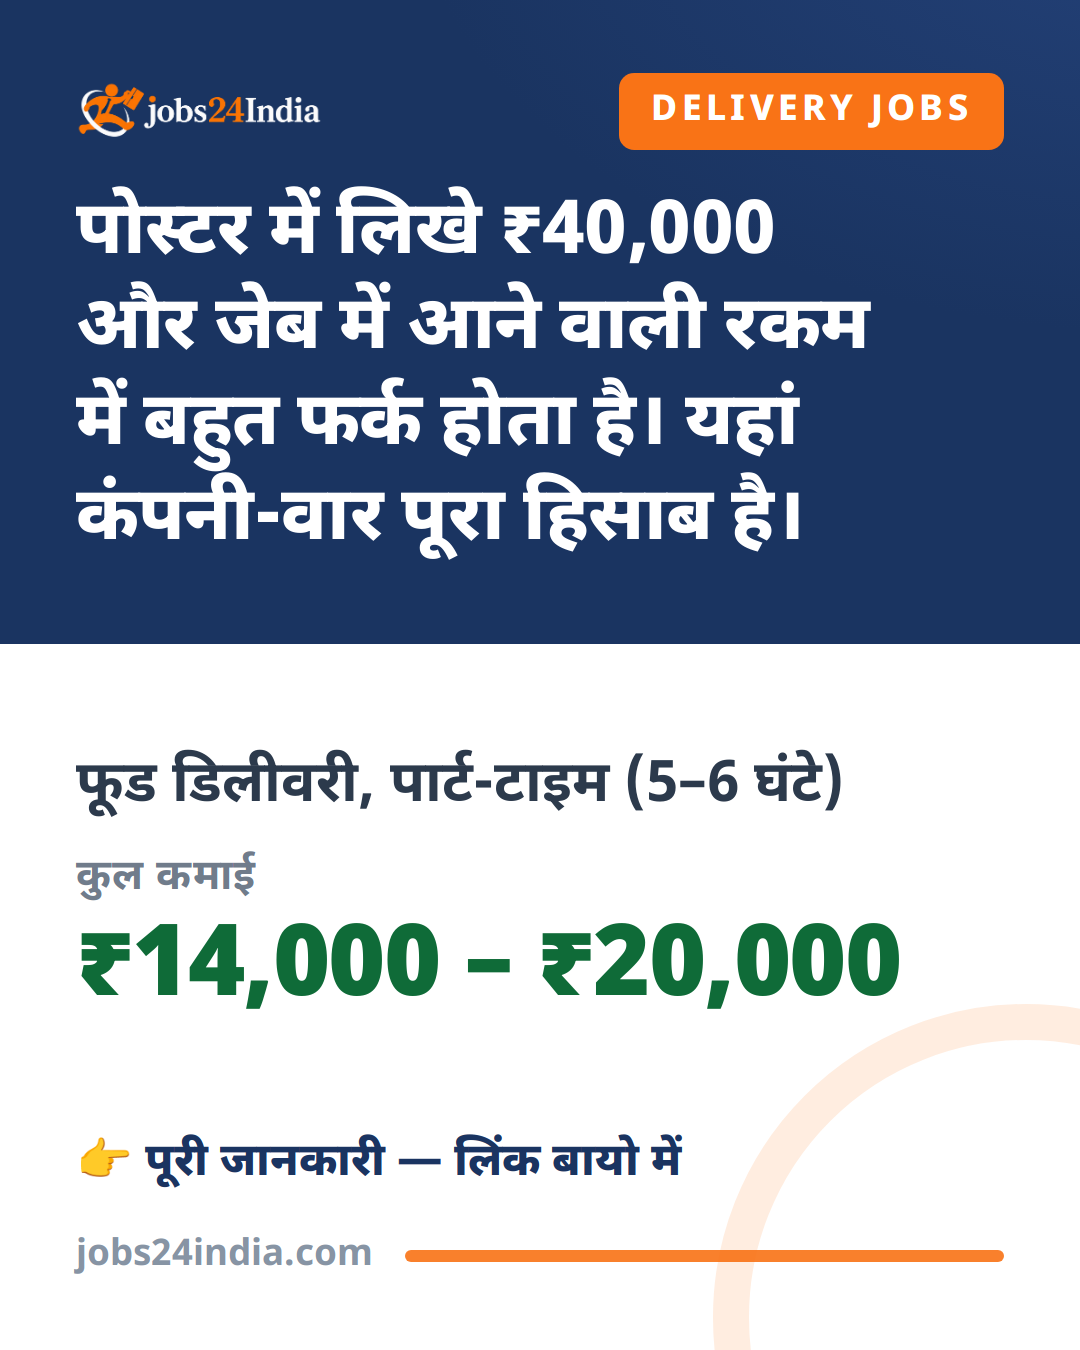 jobs24India
DELIVERY JOBS
पोस्टर में लिखे ₹40,000
और जेब में आने वाली रकम
में बहुत फर्क होता है। यहां
कंपनी-वार पूरा हिसाब है।
फूड डिलीवरी, पार्ट-टाइम (5–6 घंटे)
कुल कमाई
₹14,000 – ₹20,000
👉 पूरी जानकारी — लिंक बायो में
jobs24india.com